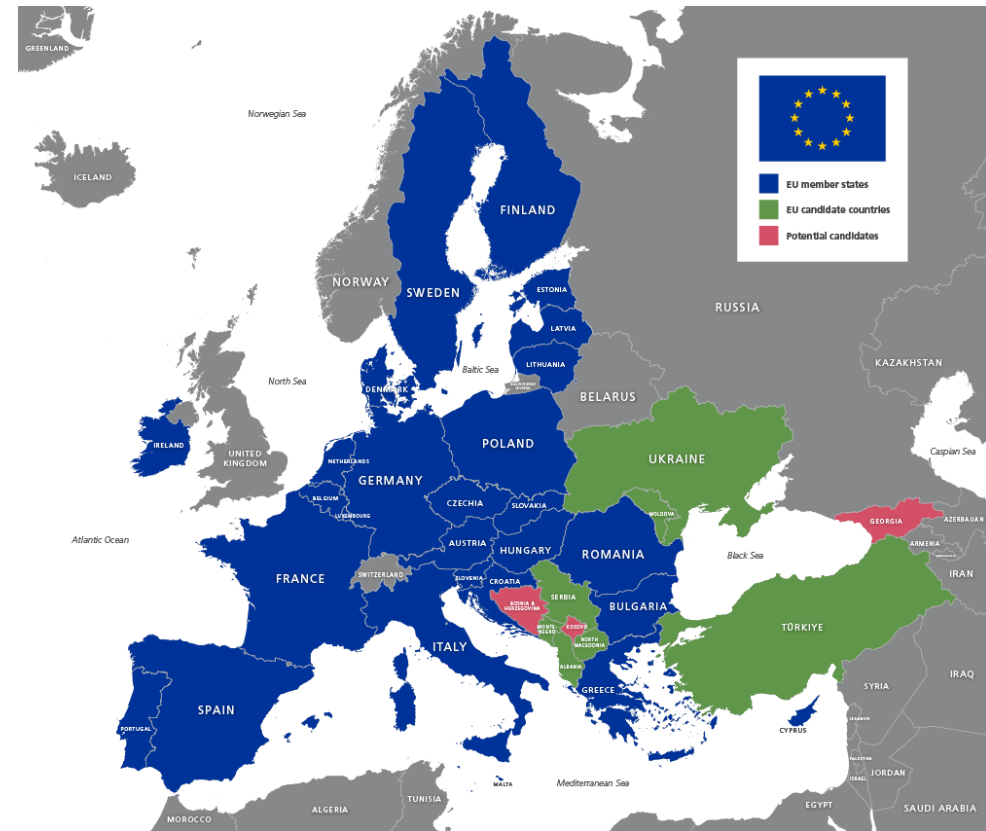 GREENLAND
Norwegian Sea
ICELAND
EU member states
EU candidate countries
Potential candidates
FINLAND
NORWAY
SWEDEN
ESTONIA
RUSSIA
LATVIA
LITHUANIA
KAZAKHSTAN
Baltic Sea
North Sea
DENMARK
BELARUS
IRELAND
UNITED
KINGDOM
POLAND
Caspian Sea
NETHERLANDS
UKRAINE
GERMANY
BELGIUM
CZECHIA
SLOVAKIA
LUXEMBOURG
MOLDOVA
GEORGIA
AZERBAIJAN
Atlantic Ocean
AUSTRIA
HUNGARY
ROMANIA
Black Sea
ARMENIA
FRANCE
SWITZERLAND
SLOVENIA
CROATIA
IRAN
BOSNIA &
HERZEGOVINA
SERBIA
BULGARIA
MONTE-
NEGRO
KOSOVO
TÜRKIYE
ITALY
NORTH
MACEDONIA
ALBANIA
IRAQ
SYRIA
GREECE
SPAIN
PORTUGAL
CYPRUS
LEBANON
PALESTINE
ISRAEL
JORDAN
MALTA
Mediterranean Sea
TUNISIA
ALGERIA
MOROCCO
EGYPT
SAUDI ARABIA